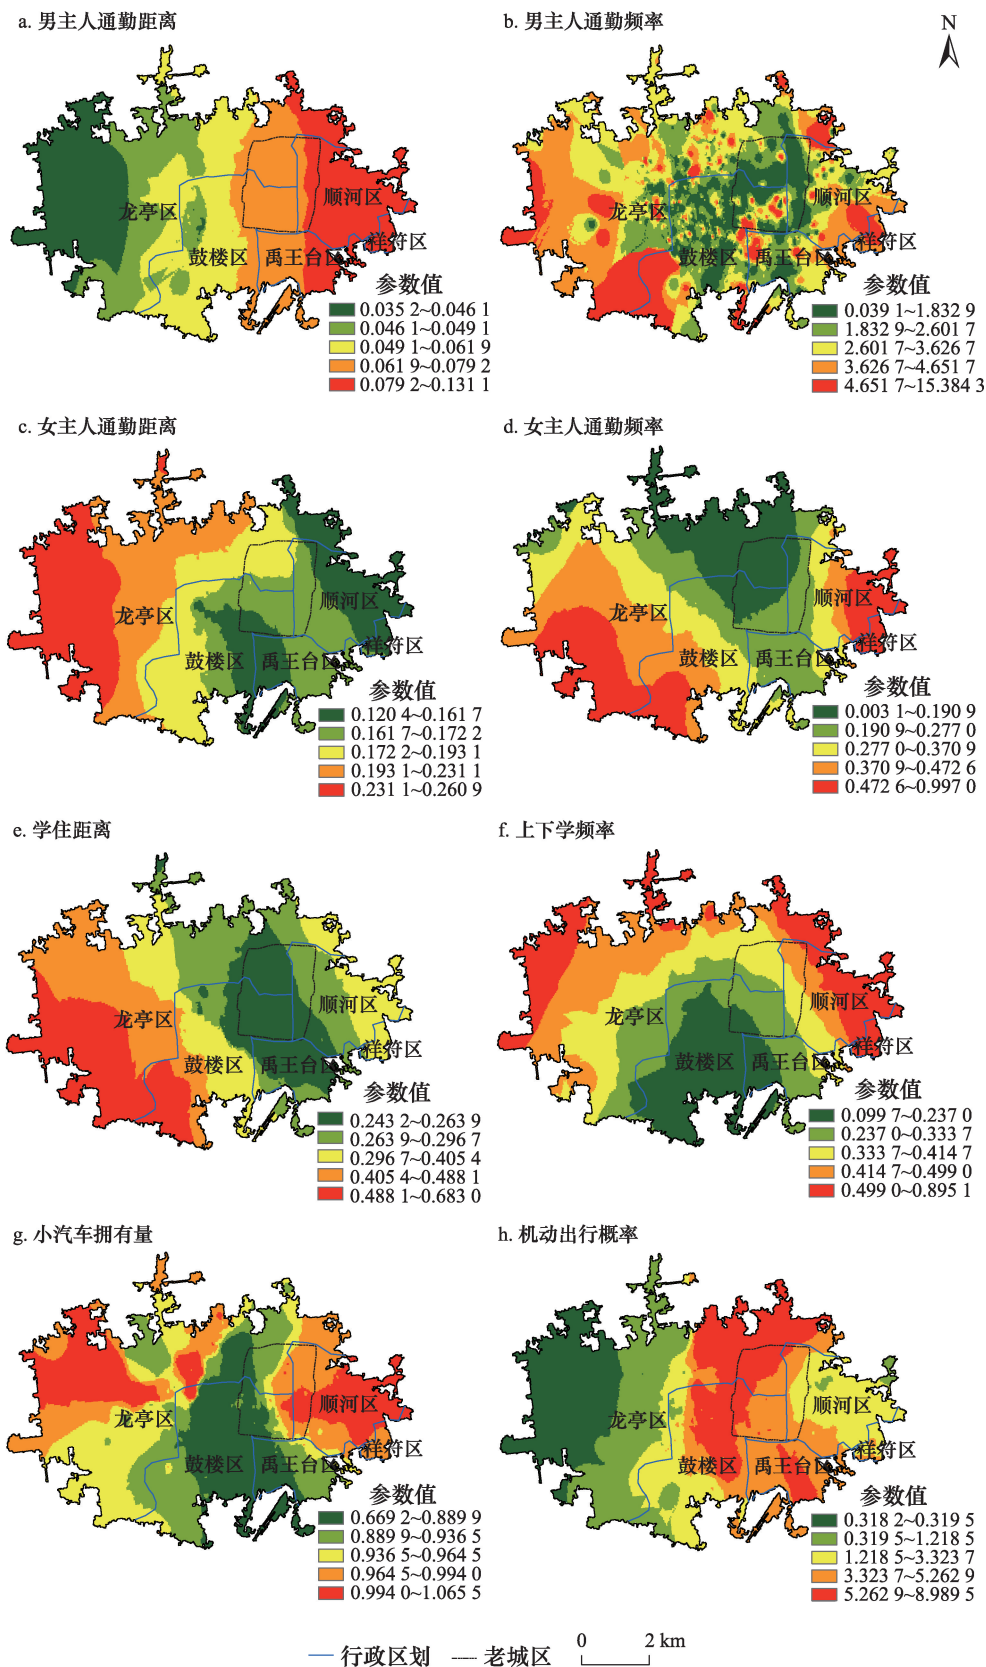 a. 男主人通勤距离
龙亭区
顺河区
祥符区
鼓楼区
禹王台区
参数值
0.035 2~0.046 1
0.046 1~0.049 1
0.049 1~0.061 9
0.061 9~0.079 2
0.079 2~0.131 1
b. 男主人通勤频率
N
龙亭区
顺河区
祥符区
鼓楼区
禹王台区
参数值
0.039 1~1.832 9
1.832 9~2.601 7
2.601 7~3.626 7
3.626 7~4.651 7
4.651 7~15.384 3
c. 女主人通勤距离
龙亭区
顺河区
祥符区
鼓楼区
禹王台区
参数值
0.120 4~0.161 7
0.161 7~0.172 2
0.172 2~0.193 1
0.193 1~0.231 1
0.231 1~0.260 9
d. 女主人通勤频率
龙亭区
顺河区
祥符区
鼓楼区
禹王台区
参数值
0.003 1~0.190 9
0.190 9~0.277 0
0.277 0~0.370 9
0.370 9~0.472 6
0.472 6~0.997 0
e. 学住距离
龙亭区
顺河区
祥符区
鼓楼区
禹王台区
参数值
0.243 2~0.263 9
0.263 9~0.296 7
0.296 7~0.405 4
0.405 4~0.488 1
0.488 1~0.683 0
f. 上下学频率
龙亭区
顺河区
祥符区
鼓楼区
禹王台区
参数值
0.099 7~0.237 0
0.237 0~0.333 7
0.333 7~0.414 7
0.414 7~0.499 0
0.499 0~0.895 1
g. 小汽车拥有量
龙亭区
顺河区
祥符区
鼓楼区
禹王台区
参数值
0.669 2~0.889 9
0.889 9~0.936 5
0.936 5~0.964 5
0.964 5~0.994 0
0.994 0~1.065 5
h. 机动出行概率
龙亭区
顺河区
祥符区
鼓楼区
禹王台区
参数值
0.318 2~0.319 5
0.319 5~1.218 5
1.218 5~3.323 7
3.323 7~5.262 9
5.262 9~8.989 5
行政区划
老城区
0 2 km